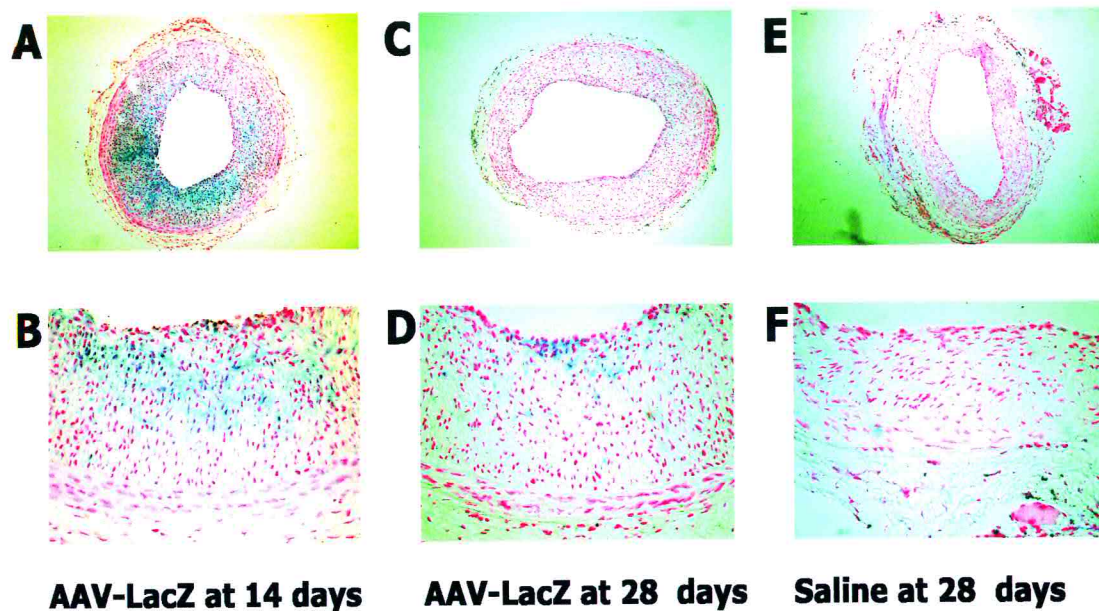 A
C
E
B
D
F
AAV-LacZ at 14 days
AAV-LacZ at 28 days
Saline at 28 days